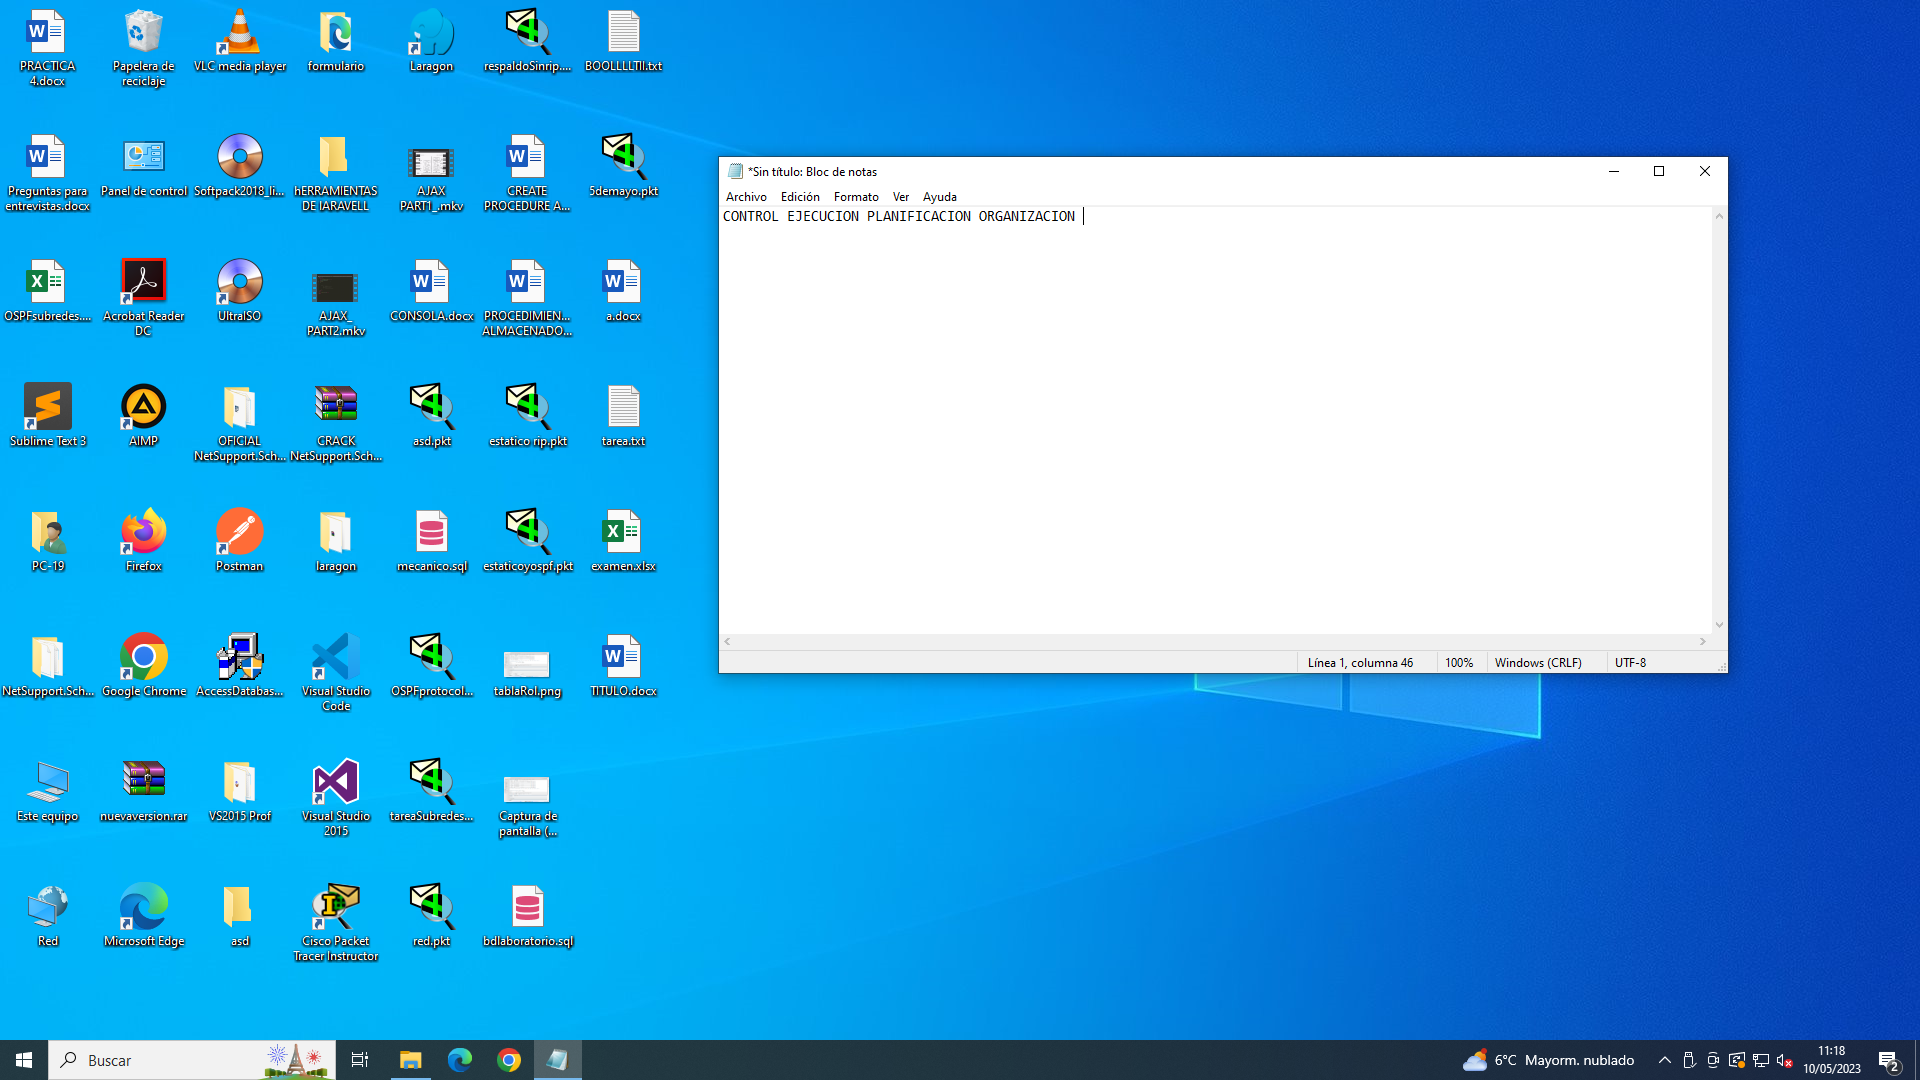 PRACTICA
4.docx
Papelera de
reciclaje
VLC media player
formulario
Laragon
respaldoSinrip....
BOOLLLLTII.txt
Preguntas para
entrevistas.docx
Panel de control
Softpack2018_li...
hERRAMIENTAS
DE lARAVELL
AJAX
PART1_.mkv
CREATE
PROCEDURE A...
5demayo.pkt
OSPFsubredes....
Acrobat Reader
DC
UltraISO
AJAX_
PART2.mkv
CONSOLA.docx
PROCEDIMIEN...
ALMACENADO...
a.docx
Sublime Text 3
AIMP
OFICIAL
NetSupport.Sch...
CRACK
NetSupport.Sch...
asd.pkt
estatico rip.pkt
tarea.txt
PC-19
Firefox
Postman
laragon
mecanico.sql
estaticoyospf.pkt
examen.xlsx
NetSupport.Sch...
Google Chrome
AccessDatabas...
Visual Studio
Code
OSPFprotocol...
tablaRol.png
TITULO.docx
Este equipo
nuevaversion.rar
VS2015 Prof
Visual Studio
2015
tareaSubredes...
Captura de
pantalla (...
Red
Microsoft Edge
asd
Cisco Packet
Tracer Instructor
red.pkt
bdlaboratorio.sql
*Sin título: Bloc de notas
Archivo Edición Formato Ver Ayuda
CONTROL EJECUCION PLANIFICACION ORGANIZACION
Línea 1, columna 46 100% Windows (CRLF) UTF-8
Buscar
6°C Mayorm. nublado
11:18
10/05/2023
2